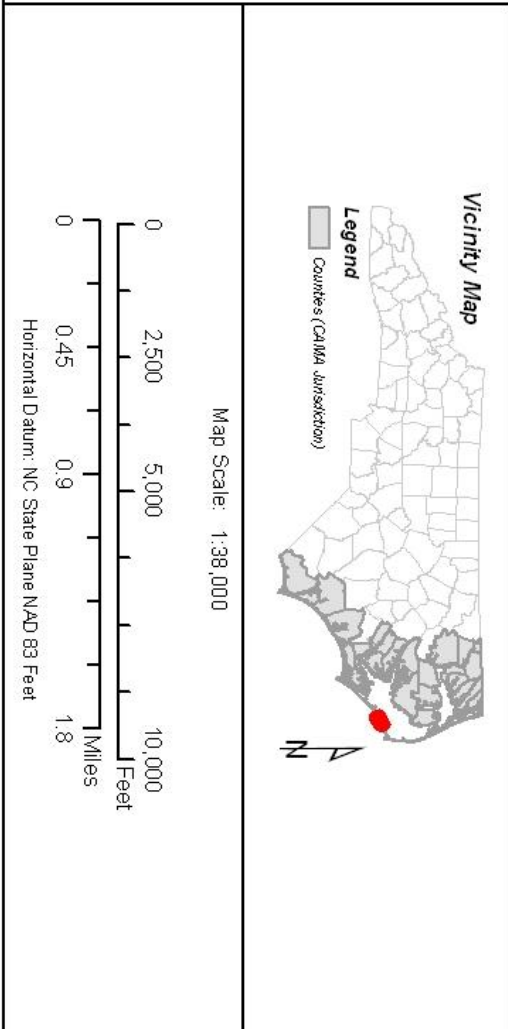 Vicinity Map
Legend
Counties (CAMA Jurisdiction)
N
Map Scale: 1:38,000
0 2,500 5,000 10,000
Feet
0 0.45 0.9 1.8
Miles
Horizontal Datum: NC State Plane NAD 83 Feet